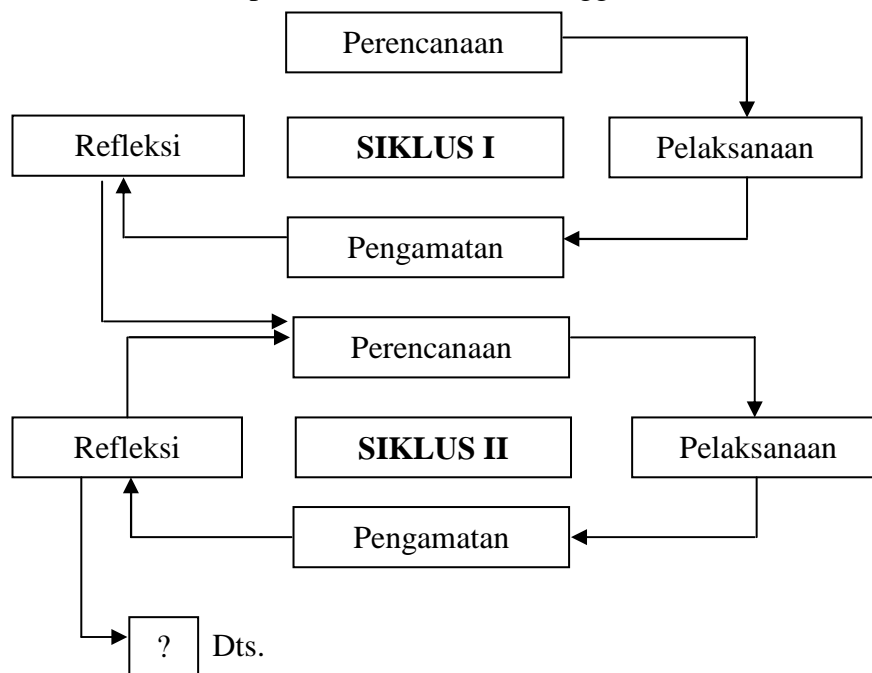 Perencanaan
Refleksi
SIKLUS I
Pelaksanaan
Pengamatan
Perencanaan
Refleksi
SIKLUS II
Pelaksanaan
Pengamatan
? Dts.